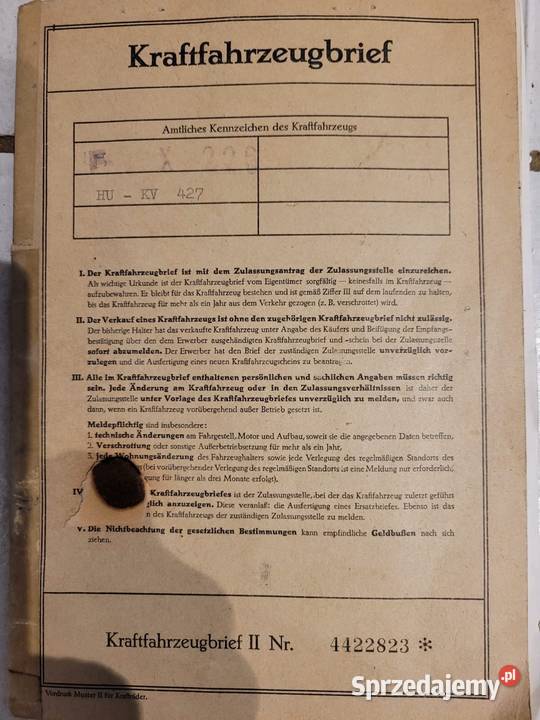 Kraftfahrzeugbrief
Amtliches Kennzeichen des Kraftfahrzeugs
HU - KV 427
I. Der Kraftfahrzeugbrief ist mit dem Zulassungsantrag der Zulassungsstelle einzureichen.
Als wichtige Urkunde ist der Kraftfahrzeugbrief vom Eigentümer sorgfältig — keinesfalls im Kraftfahrzeug —
aufzubewahren. Er bleibt für das Kraftfahrzeug bestehen und ist gemäß Ziffer III auf dem laufenden zu halten,
bis das Kraftfahrzeug für mehr als ein Jahr aus dem Verkehr gezogen (z. B. verschrottet) wird.
II. Der Verkauf eines Kraftfahrzeugs ist ohne den zugehörigen Kraftfahrzeugbrief nicht zulässig.
Der bisherige Halter hat das verkaufte Kraftfahrzeug unter Angabe des Käufers und Beifügung der Empfangs-
bestätigung über den dem Erwerber ausgehändigten Kraftfahrzeugbrief und -schein bei der Zulassungsstelle
sofort abzumelden. Der Erwerber hat den Brief der zuständigen Zulassungsstelle unverzüglich vor-
zulegen und die Ausfertigung eines neuen Kraftfahrzeugscheins zu beantragen.
III. Alle im Kraftfahrzeugbrief enthaltenen persönlichen und sachlichen Angaben müssen richtig
sein. Jede Änderung am Kraftfahrzeug oder in den Zulassungsverhältnissen ist daher der
Zulassungsstelle unter Vorlage des Kraftfahrzeugbriefes unverzüglich zu melden, und zwar auch
dann, wenn ein Kraftfahrzeug vorübergehend außer Betrieb gesetzt ist.
Meldepflichtig sind insbesondere:
1. technische Änderungen am Fahrgestell, Motor und Aufbau, soweit sie die angegebenen Daten betreffen,
2. Verschrottung oder sonstige Außerbetriebsetzung für mehr als ein Jahr,
3. jede Wohnungsänderung des Fahrzeughalters sowie jede Verlegung des regelmäßigen Standorts des
(bei vorübergehender Verlegung des regelmäßigen Standorts ist eine Meldung nur erforderlich,
für länger als drei Monate erfolgt).
IV Kraftfahrzeugbriefes ist der Zulassungsstelle, bei der das Kraftfahrzeug zuletzt geführt
anzuzeigen. Diese veranlaßt die Ausfertigung eines Ersatzbriefes. Ebenso ist das
des Kraftfahrzeugs der zuständigen Zulassungsstelle zu melden.
V. Die Nichtbeachtung der gesetzlichen Bestimmungen kann empfindliche Geldbußen nach sich
ziehen.
Kraftfahrzeugbrief II Nr. 4422823 *
Vordruck Muster II für Krafträder.
Sprzedajemy.pl